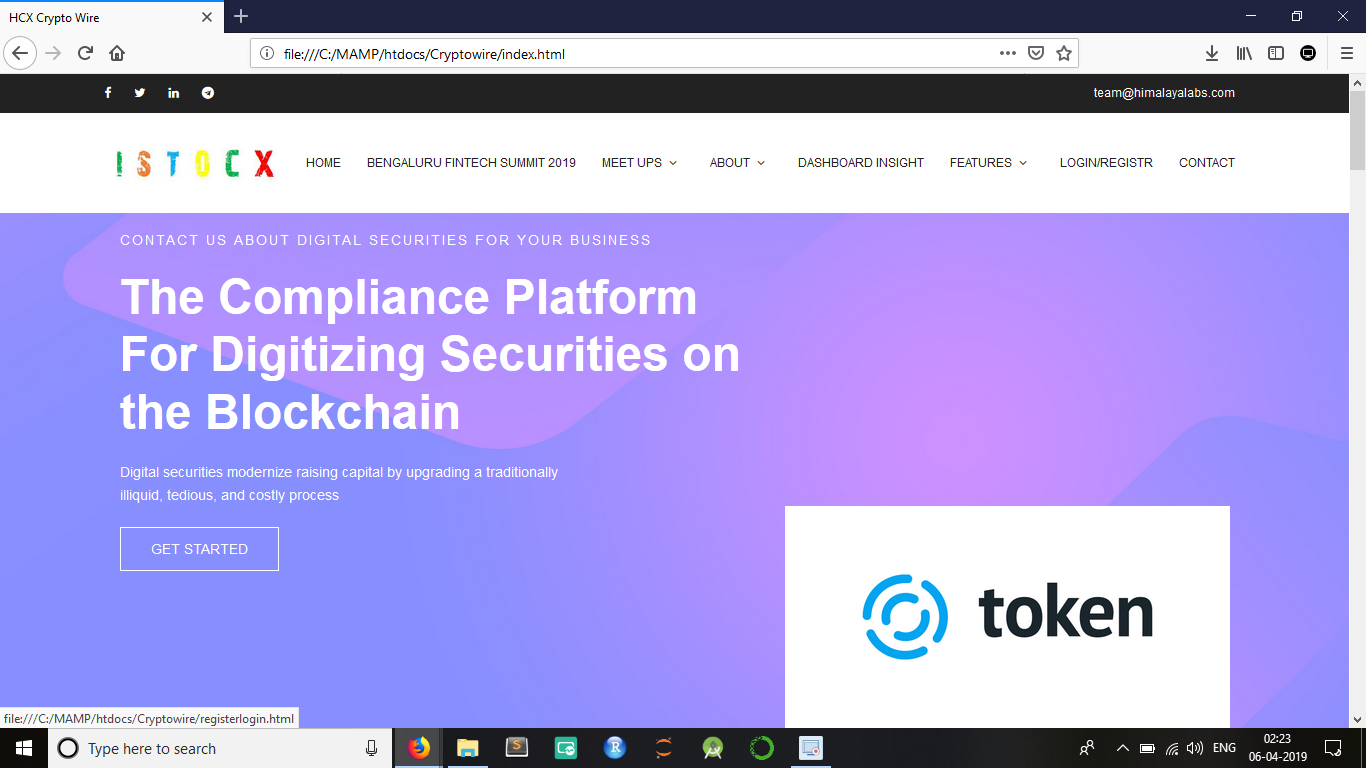 HCX Crypto Wire
file:///C:/MAMP/htdocs/Cryptowire/index.html
team@himalayalabs.com
ISTOCX
HOME BENGALURU FINTECH SUMMIT 2019 MEET UPS ABOUT DASHBOARD INSIGHT FEATURES LOGIN/REGISTR CONTACT
CONTACT US ABOUT DIGITAL SECURITIES FOR YOUR BUSINESS
The Compliance Platform
For Digitizing Securities on
the Blockchain
Digital securities modernize raising capital by upgrading a traditionally
illiquid, tedious, and costly process
GET STARTED
token
file:///C:/MAMP/htdocs/Cryptowire/registerlogin.html
Type here to search
ENG
02:23
06-04-2019